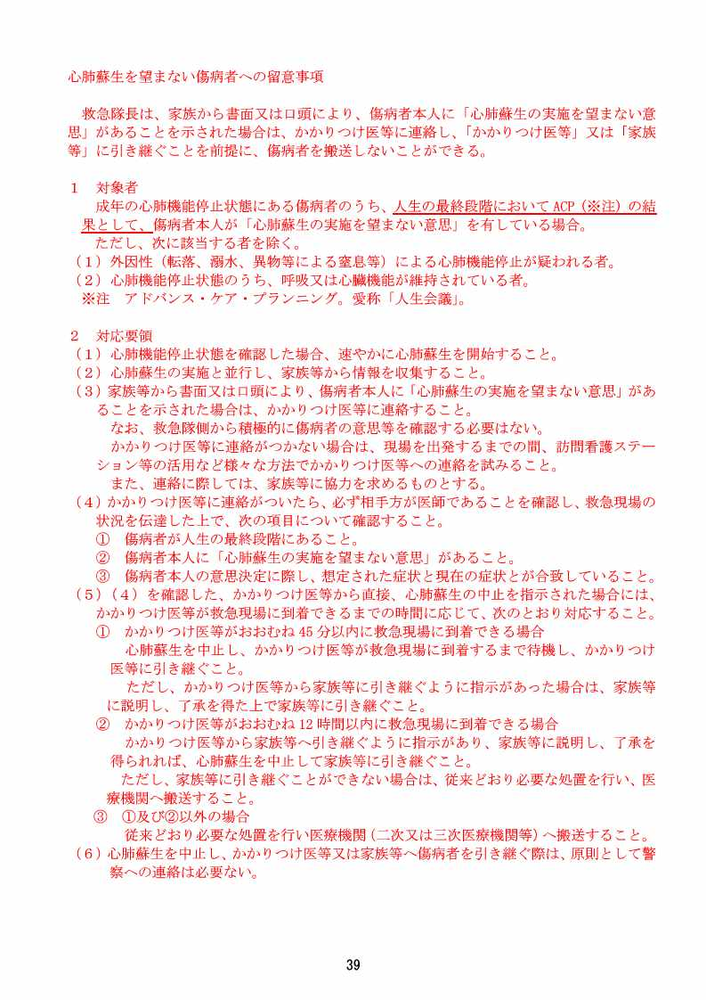 心肺蘇生を望まない傷病者への留意事項
救急隊長は、家族から書面又は口頭により、傷病者本人に「心肺蘇生の実施を望まない意
思」があることを示された場合は、かかりつけ医等に連絡し、「かかりつけ医等」又は「家族
等」に引き継ぐことを前提に、傷病者を搬送しないことができる。
１　対象者
成年の心肺機能停止状態にある傷病者のうち、人生の最終段階において ACP（※注）の結
果として、傷病者本人が「心肺蘇生の実施を望まない意思」を有している場合。
ただし、次に該当する者を除く。
（１）外因性（転落、溺水、異物等による窒息等）による心肺機能停止が疑われる者。
（２）心肺機能停止状態のうち、呼吸又は心臓機能が維持されている者。
※注　アドバンス・ケア・プランニング。愛称「人生会議」。
２　対応要領
（１）心肺機能停止状態を確認した場合、速やかに心肺蘇生を開始すること。
（２）心肺蘇生の実施と並行し、家族等から情報を収集すること。
（３）家族等から書面又は口頭により、傷病者本人に「心肺蘇生の実施を望まない意思」があ
ることを示された場合は、かかりつけ医等に連絡すること。
なお、救急隊側から積極的に傷病者の意思等を確認する必要はない。
かかりつけ医等に連絡がつかない場合は、現場を出発するまでの間、訪問看護ステー
ション等の活用など様々な方法でかかりつけ医等への連絡を試みること。
また、連絡に際しては、家族等に協力を求めるものとする。
（４）かかりつけ医等に連絡がついたら、必ず相手方が医師であることを確認し、救急現場の
状況を伝達した上で、次の項目について確認すること。
①　傷病者が人生の最終段階にあること。
②　傷病者本人に「心肺蘇生の実施を望まない意思」があること。
③　傷病者本人の意思決定に際し、想定された症状と現在の症状とが合致していること。
（５）（４）を確認した、かかりつけ医等から直接、心肺蘇生の中止を指示された場合には、
かかりつけ医等が救急現場に到着できるまでの時間に応じて、次のとおり対応すること。
①　かかりつけ医等がおおむね 45 分以内に救急現場に到着できる場合
心肺蘇生を中止し、かかりつけ医等が救急現場に到着するまで待機し、かかりつけ
医等に引き継ぐこと。
ただし、かかりつけ医等から家族等に引き継ぐように指示があった場合は、家族等
に説明し、了承を得た上で家族等に引き継ぐこと。
②　かかりつけ医等がおおむね 12 時間以内に救急現場に到着できる場合
かかりつけ医等から家族等へ引き継ぐように指示があり、家族等に説明し、了承を
得られれば、心肺蘇生を中止して家族等に引き継ぐこと。
ただし、家族等に引き継ぐことができない場合は、従来どおり必要な処置を行い、医
療機関へ搬送すること。
③　①及び②以外の場合
従来どおり必要な処置を行い医療機関（二次又は三次医療機関等）へ搬送すること。
（６）心肺蘇生を中止し、かかりつけ医等又は家族等へ傷病者を引き継ぐ際は、原則として警
察への連絡は必要ない。
39